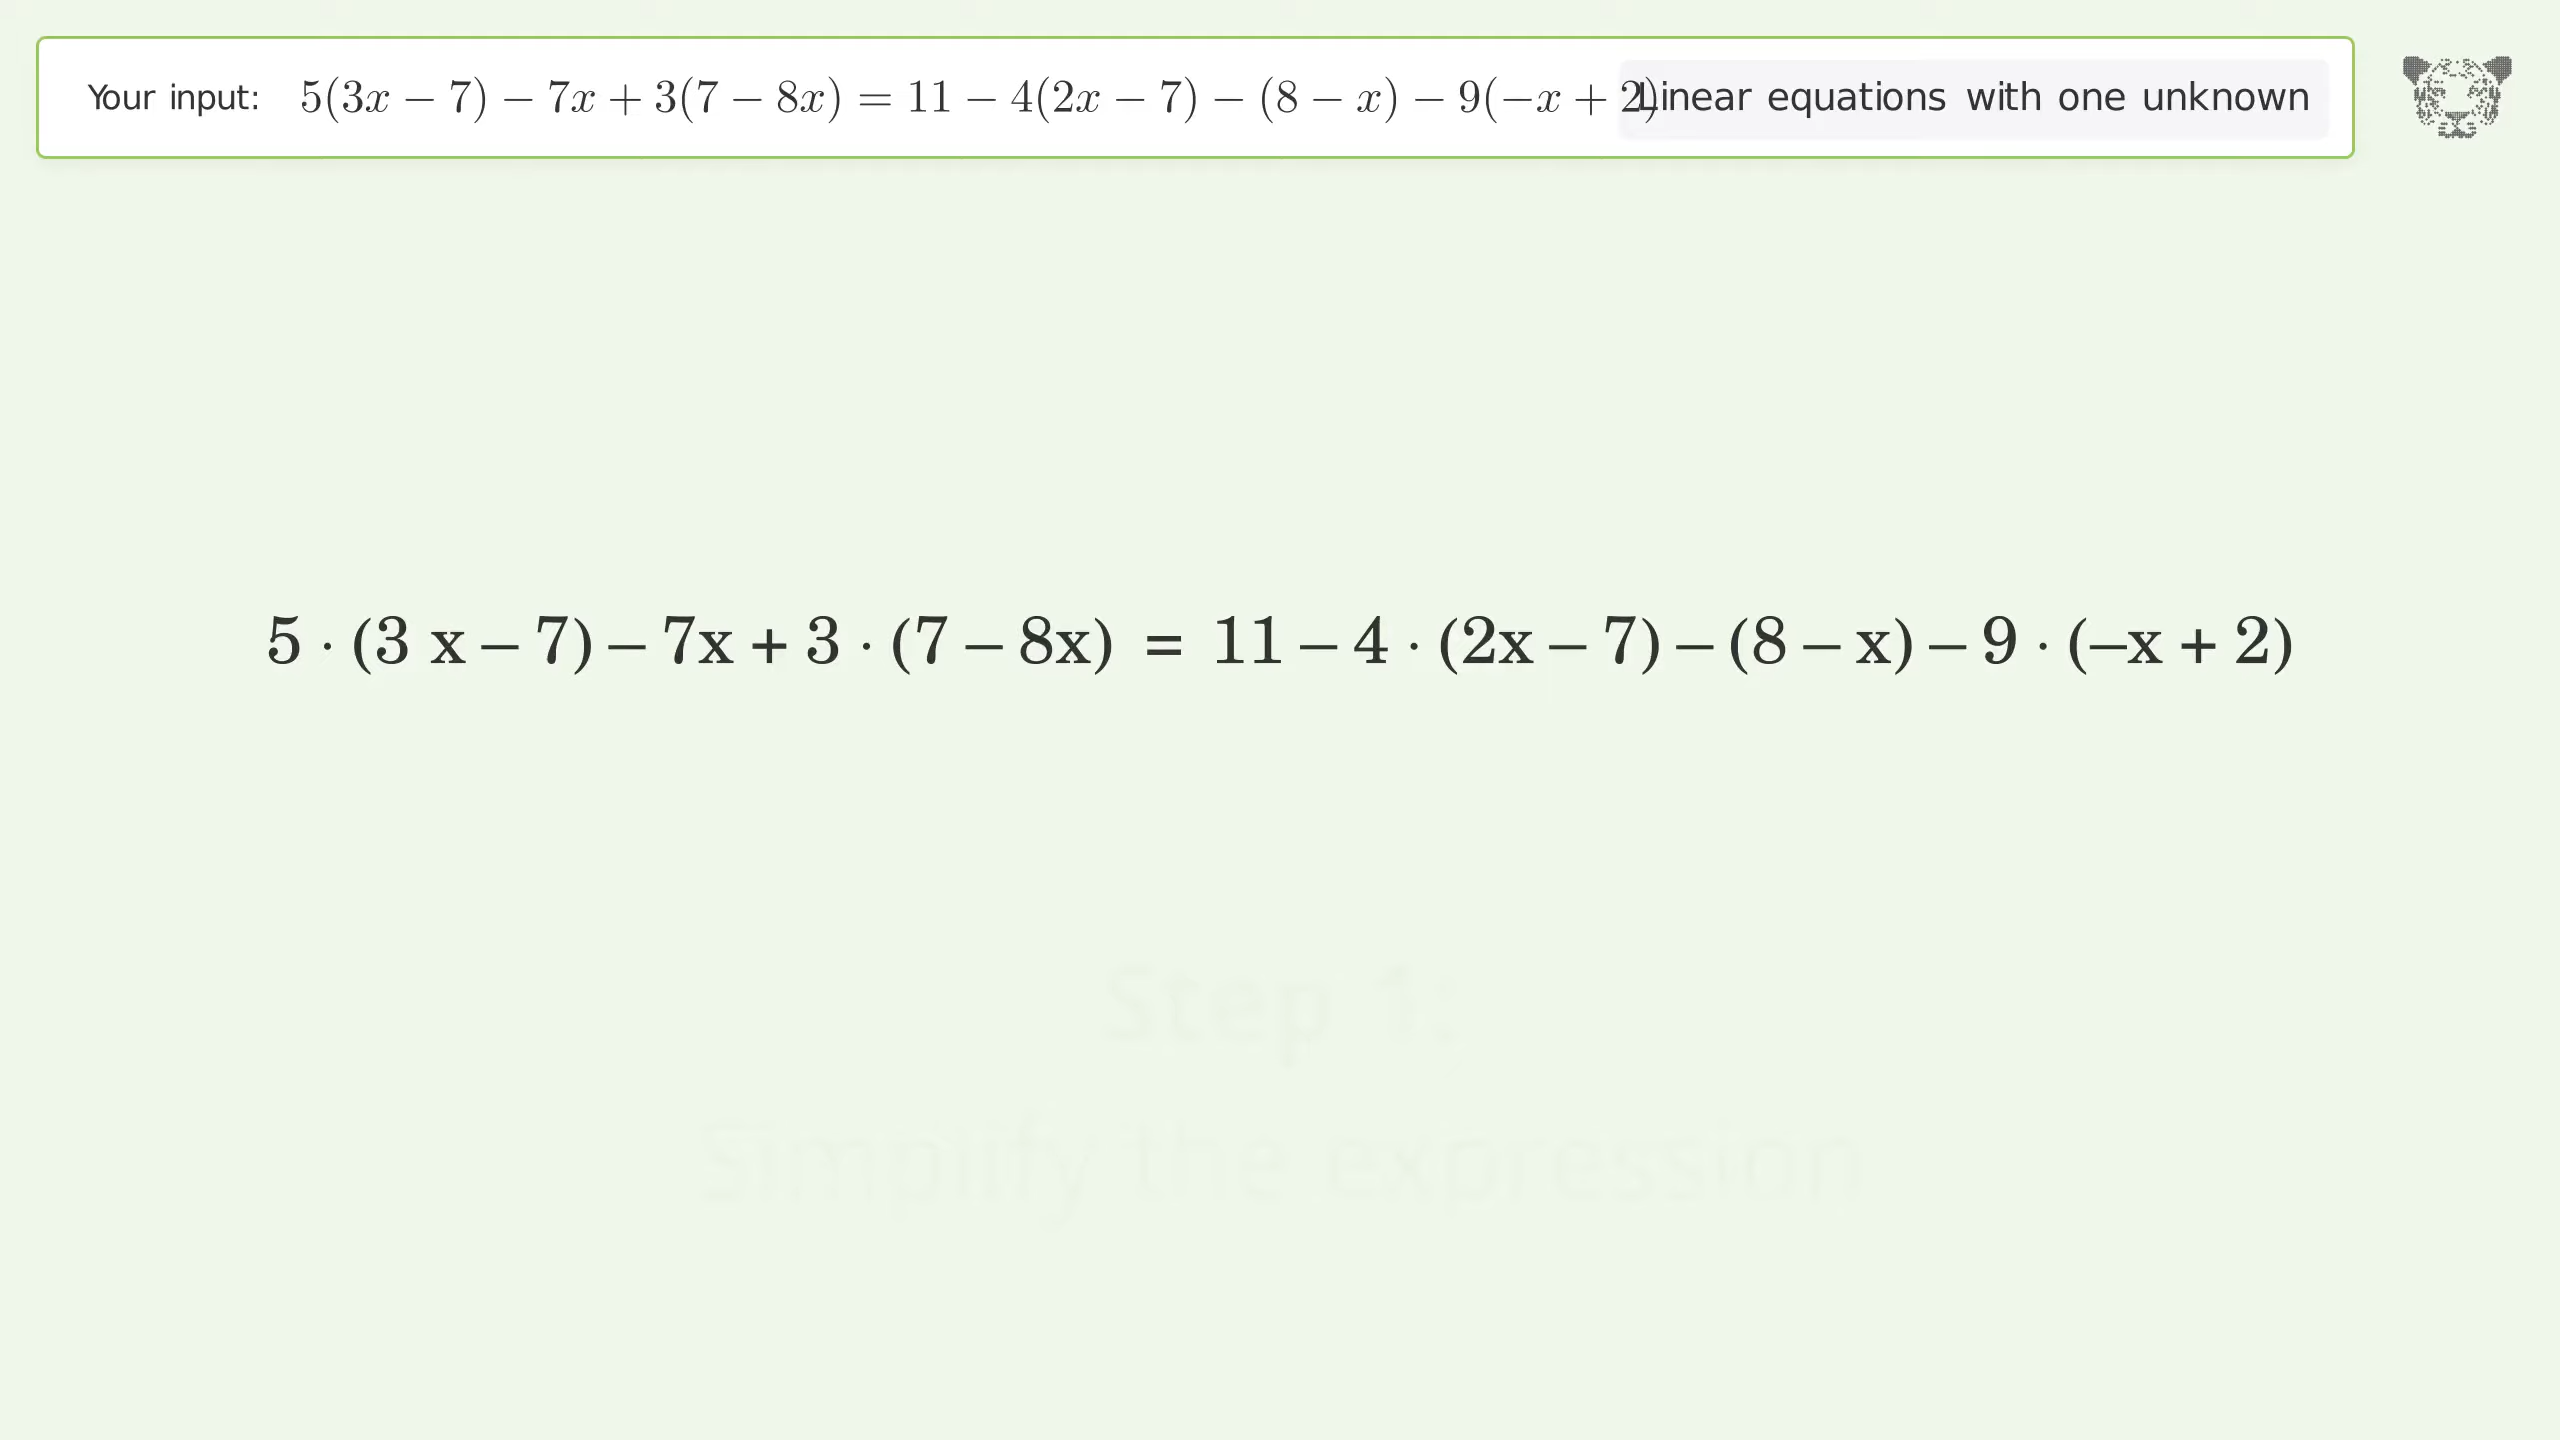 Your input: 5(3x − 7) − 7x + 3(7 − 8x) = 11 − 4(2x − 7) − (8 − x) − 9(−x + 2) Linear equations with one unknown
5 · (3 x − 7) − 7x + 3 · (7 − 8x) = 11 − 4 · (2x − 7) − (8 − x) − 9 · (−x + 2)
Step 1:
Simplify the expression